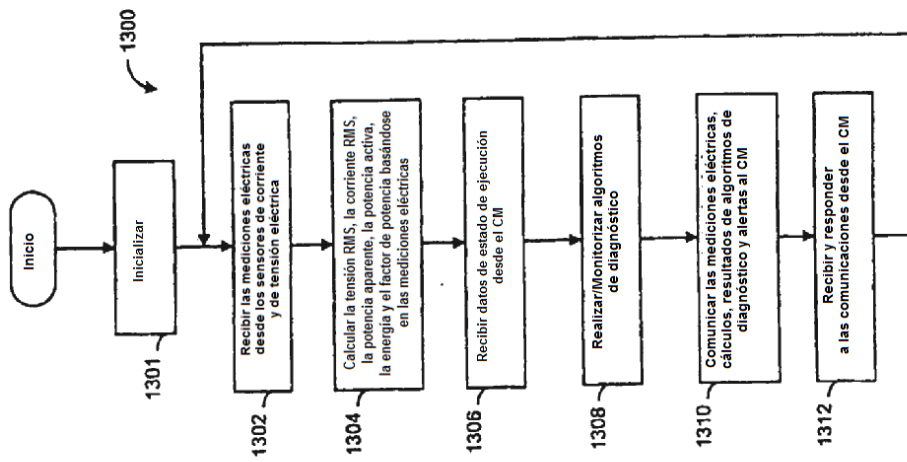 1300
Inicio
Inicializar
1301
Recibir las mediciones eléctricas
desde los sensores de corriente
y de tensión eléctrica
1302
Calcular la tensión RMS, la corriente RMS,
la potencia aparente, la potencia activa,
la energía y el factor de potencia basándose
en las mediciones eléctricas
1304
Recibir datos de estado de ejecución
desde el CM
1306
Realizar/Monitorizar algoritmos
de diagnóstico
1308
Comunicar las mediciones eléctricas,
cálculos, resultados de algoritmos de
diagnóstico y alertas al CM
1310
Recibir y responder
a las comunicaciones desde el CM
1312